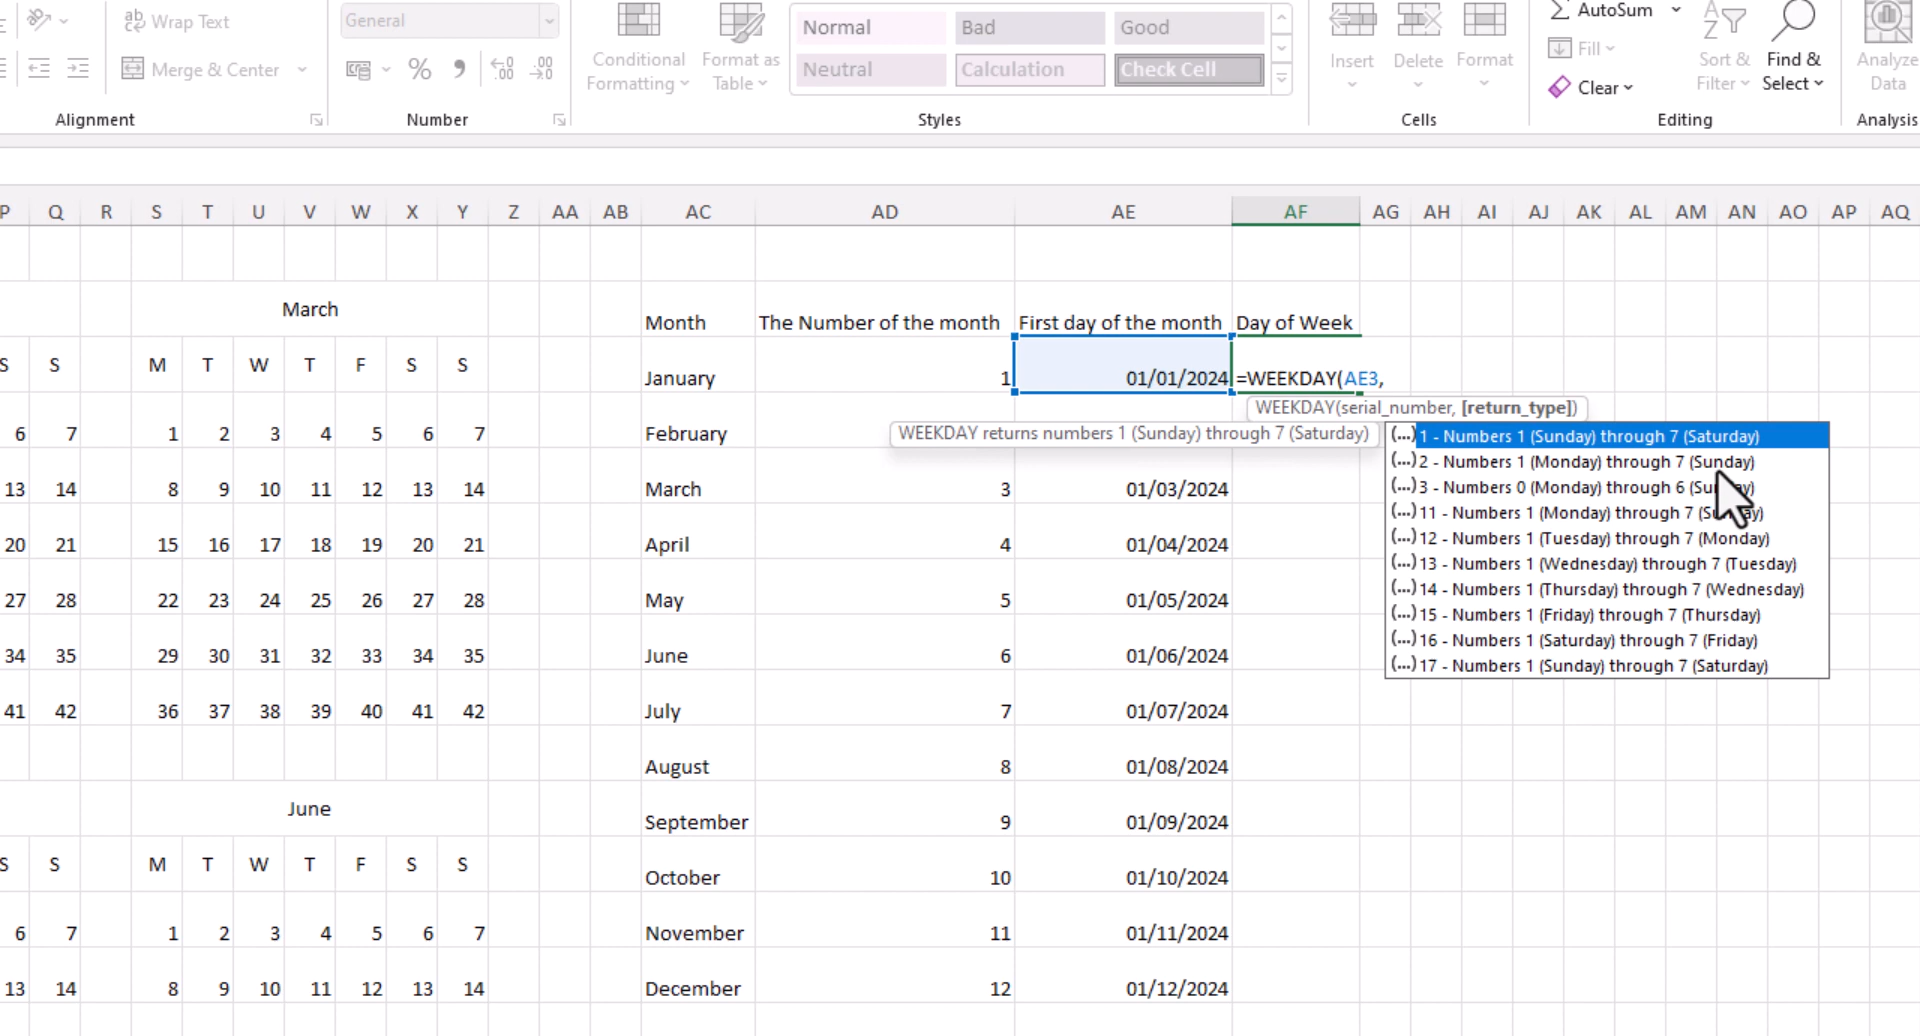 Wrap Text
General
AutoSum
Normal Bad Good
Merge & Center
Conditional Formatting
Format as Table
Neutral Calculation Check Cell
Insert Delete Format
Fill
Clear
Sort & Filter
Find & Select
Analyze Data
Alignment Number Styles Cells Editing Analysis
P Q R S T U V W X Y Z AA AB AC AD AE AF AG AH AI AJ AK AL AM AN AO AP AQ
March
Month The Number of the month First day of the month Day of Week
S S M T W T F S S
January 1 01/01/2024 =WEEKDAY(AE3,
WEEKDAY(serial_number, [return_type])
6 7 1 2 3 4 5 6 7 February
WEEKDAY returns numbers 1 (Sunday) through 7 (Saturday)
(...) 1 - Numbers 1 (Sunday) through 7 (Saturday)
(...) 2 - Numbers 1 (Monday) through 7 (Sunday)
(...) 3 - Numbers 0 (Monday) through 6
(...) 11 - Numbers 1 (Monday) through 7
(...) 12 - Numbers 1 (Tuesday) through 7 (Monday)
(...) 13 - Numbers 1 (Wednesday) through 7 (Tuesday)
(...) 14 - Numbers 1 (Thursday) through 7 (Wednesday)
(...) 15 - Numbers 1 (Friday) through 7 (Thursday)
(...) 16 - Numbers 1 (Saturday) through 7 (Friday)
(...) 17 - Numbers 1 (Sunday) through 7 (Saturday)
13 14 8 9 10 11 12 13 14 March 3 01/03/2024
20 21 15 16 17 18 19 20 21 April 4 01/04/2024
27 28 22 23 24 25 26 27 28 May 5 01/05/2024
34 35 29 30 31 32 33 34 35 June 6 01/06/2024
41 42 36 37 38 39 40 41 42 July 7 01/07/2024
August 8 01/08/2024
June
September 9 01/09/2024
S S M T W T F S S
October 10 01/10/2024
6 7 1 2 3 4 5 6 7 November 11 01/11/2024
13 14 8 9 10 11 12 13 14 December 12 01/12/2024